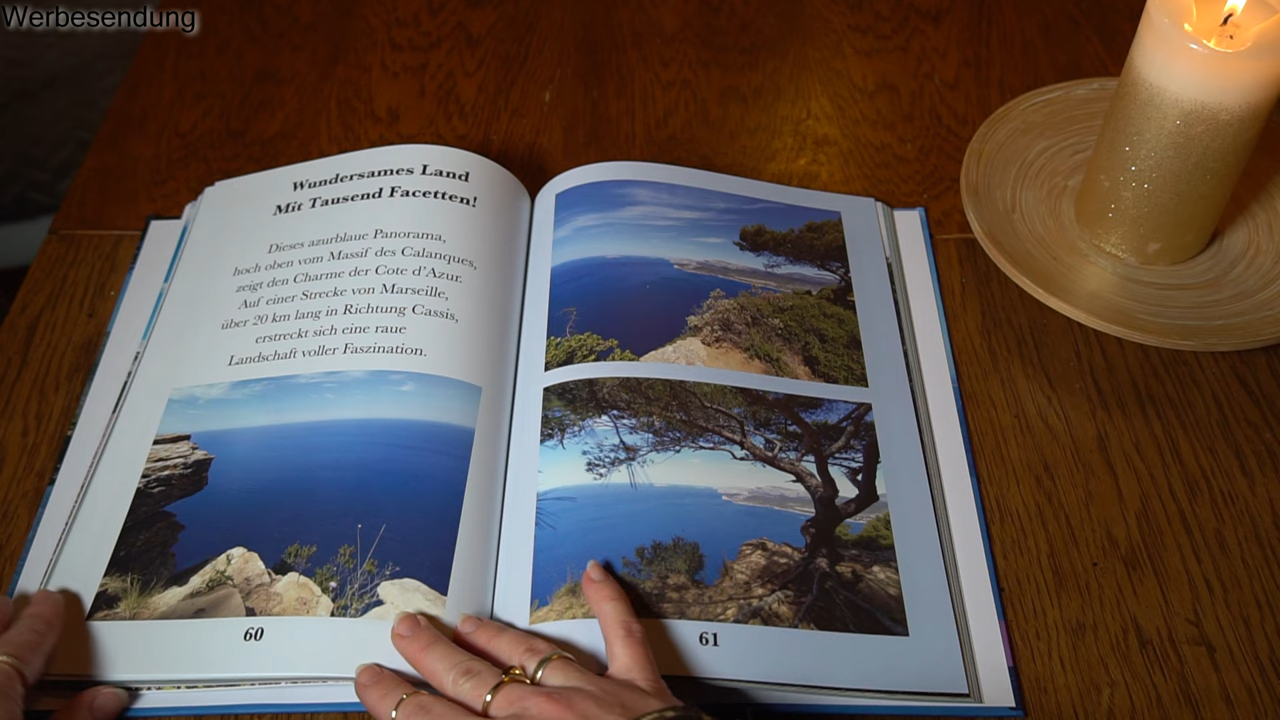 Werbesendung
Wundersames Land
Mit Tausend Facetten!
Dieses azurblaue Panorama,
hoch oben vom Massif des Calanques,
zeigt den Charme der Cote d'Azur.
Auf einer Strecke von Marseille,
über 20 km lang in Richtung Cassis,
erstreckt sich eine raue
Landschaft voller Faszination.
60
61